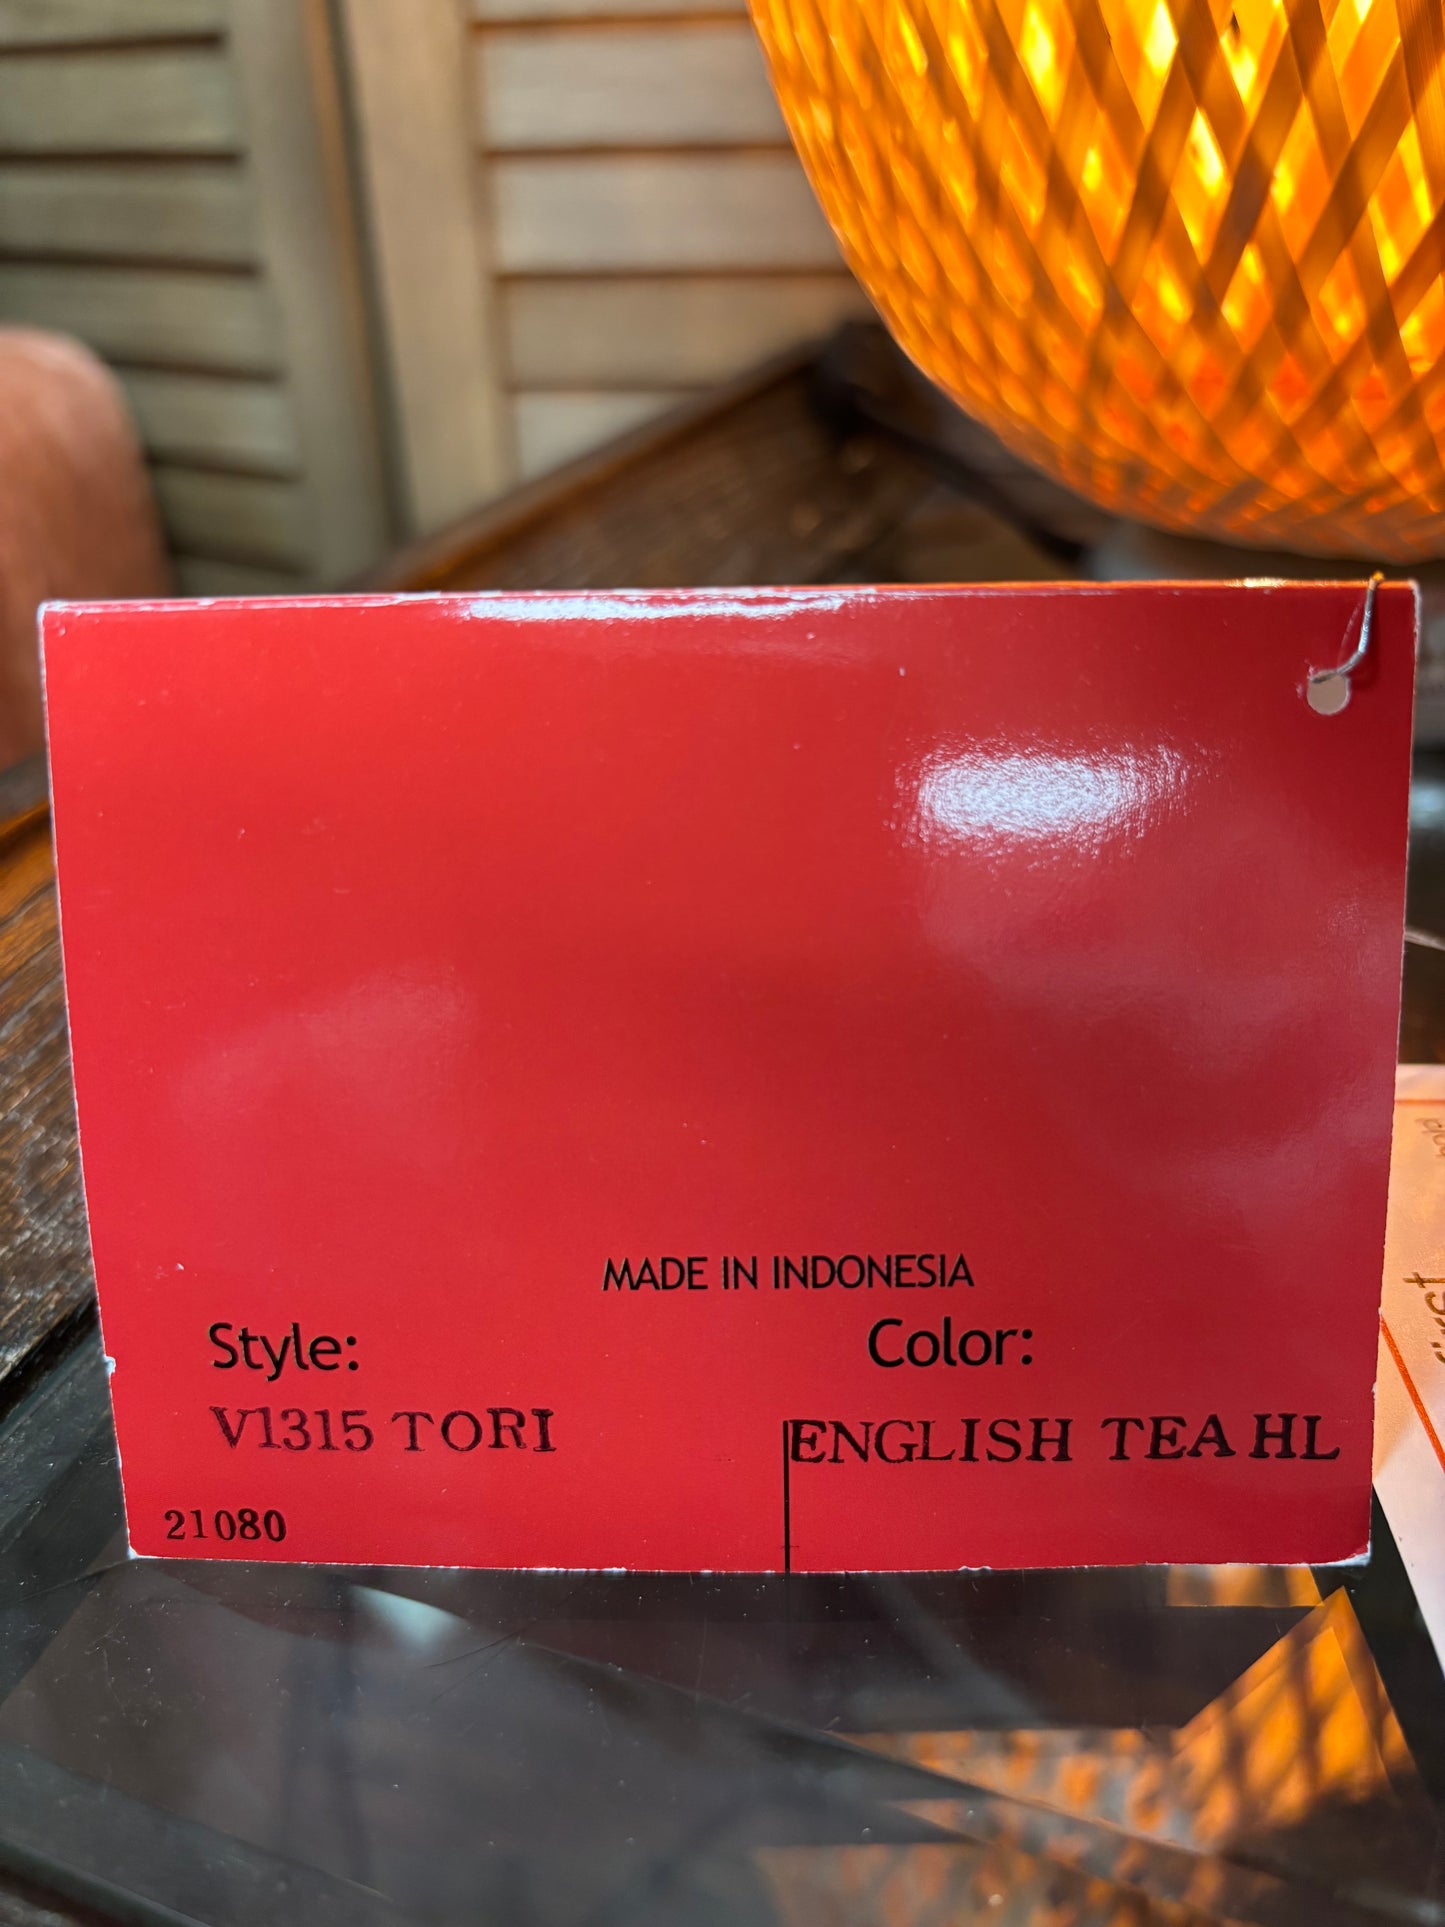 MADE IN INDONESIA
Style:
Color:
V1315 TORI
ENGLISH TEA HL
21080